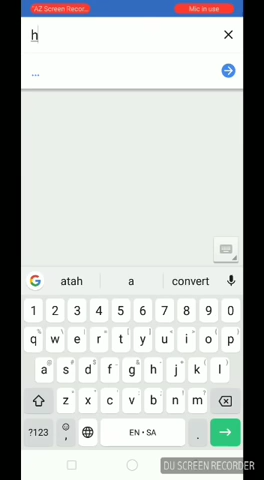 AZ Screen Recor...
Mic in use
h
...
atah a convert
1 2 3 4 5 6 7 8 9 0
q w e r t y u i o p
a s d f g h j k l
z x c v b n m
?123 , EN • SA .
DU SCREEN RECORDER